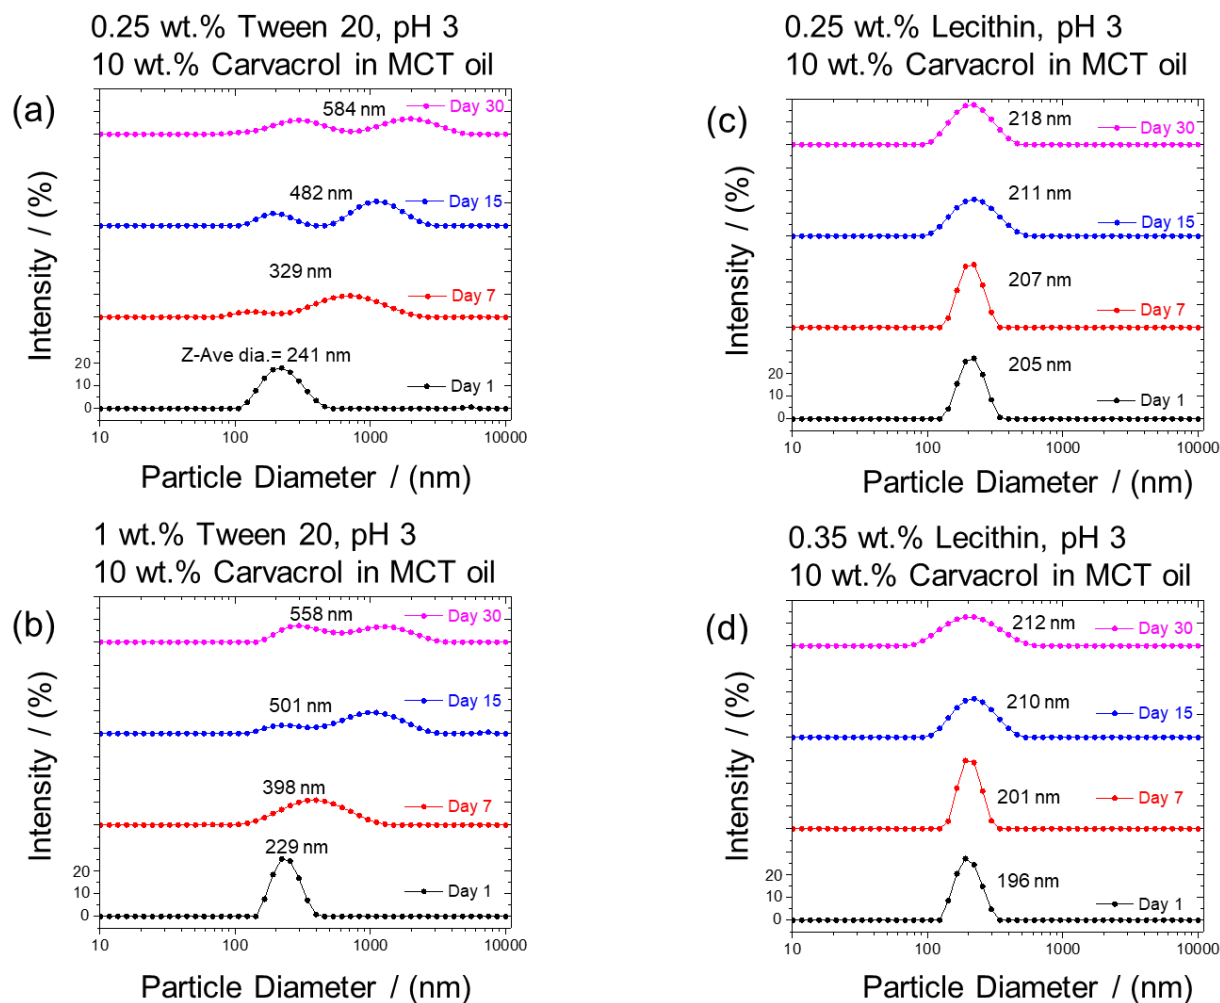 0.25 wt.% Tween 20, pH 3
10 wt.% Carvacrol in MCT oil
(a)
584 nm
Day 30
482 nm
Day 15
329 nm
Day 7
Z-Ave dia.= 241 nm
Day 1
20
10
0
10
100
1000
10000
Intensity / (%)
Particle Diameter / (nm)
0.25 wt.% Lecithin, pH 3
10 wt.% Carvacrol in MCT oil
(c)
218 nm
Day 30
211 nm
Day 15
207 nm
Day 7
205 nm
Day 1
20
10
0
10
100
1000
10000
Intensity / (%)
Particle Diameter / (nm)
1 wt.% Tween 20, pH 3
10 wt.% Carvacrol in MCT oil
(b)
558 nm
Day 30
501 nm
Day 15
398 nm
Day 7
229 nm
Day 1
20
10
0
10
100
1000
10000
Intensity / (%)
Particle Diameter / (nm)
0.35 wt.% Lecithin, pH 3
10 wt.% Carvacrol in MCT oil
(d)
212 nm
Day 30
210 nm
Day 15
201 nm
Day 7
196 nm
Day 1
20
10
0
10
100
1000
10000
Intensity / (%)
Particle Diameter / (nm)